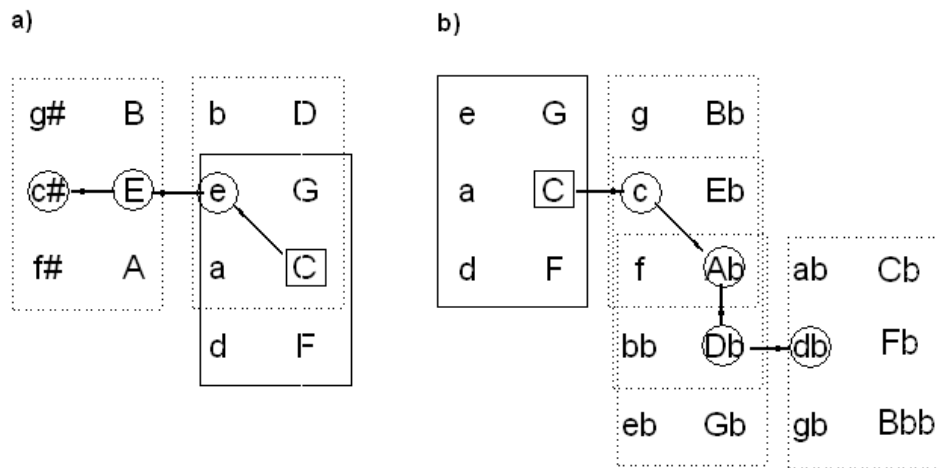 a)
g# B b D
c# E e G
f# A a C
d F
b)
e G g Bb
a C c Eb
d F f Ab ab Cb
bb Db db Fb
eb Gb gb Bbb